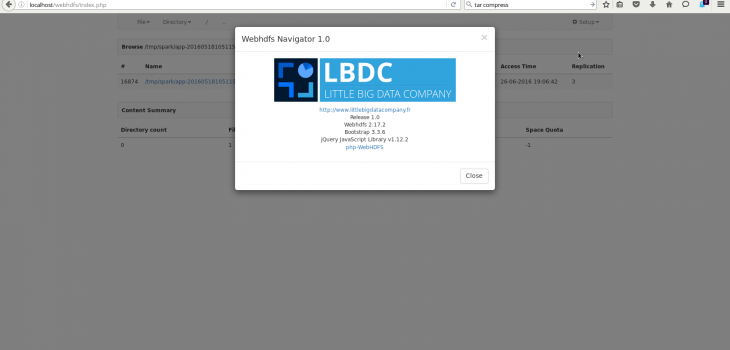 localhost/webhdfs/index.php
tar compress
File
Directory
/
...
Setup
Webhdfs Navigator 1.0
×
Browse /tmp/spark/app-20160518105115
Access Time
Replication
#
Name
16874
/tmp/spark/app-20160518105115
26-06-2016 19:06:42
3
LBDC
LITTLE BIG DATA COMPANY
http://www.littlebigdatacompany.fr
Release 1.0
Webhdfs 2.17.2
Bootstrap 3.3.6
jQuery JavaScript Library v1.12.2
php-WebHDFS
Content Summary
Directory count
Fil
Space Quota
0
1
-1
Close